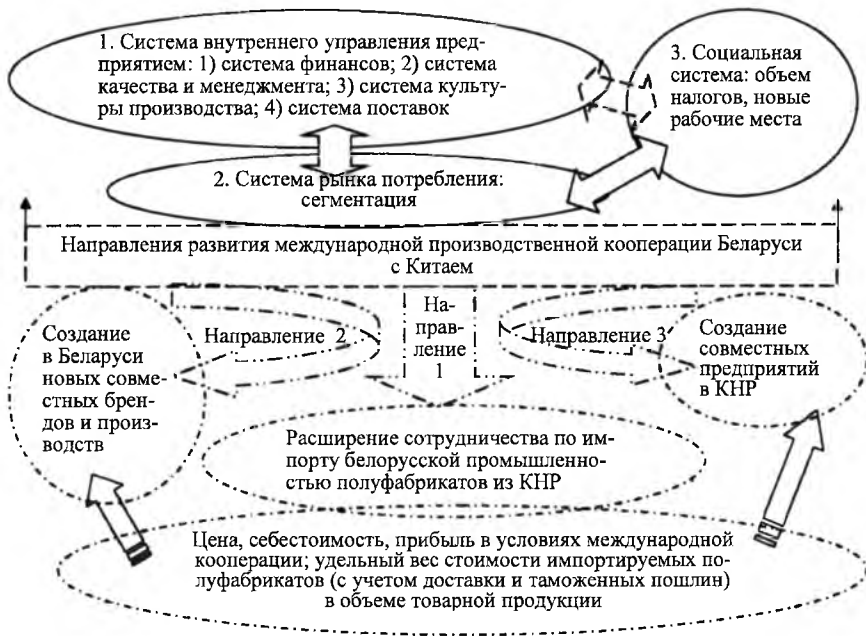 1. Система внутреннего управления пред-
приятием: 1) система финансов; 2) система
качества и менеджмента; 3) система культу-
ры производства; 4) система поставок
3. Социальная
система: объем
налогов, новые
рабочие места
2. Система рынка потребления:
сегментация
Направления развития международной производственной кооперации Беларуси
с Китаем
Создание
в Беларуси
новых совме-
стных брен-
дов и произ-
водств
Направление 2
На-
прав-
ление
1
Направление 3
Создание
совместных
предприятий
в КНР
Расширение сотрудничества по им-
порту белорусской промышленно-
стью полуфабрикатов из КНР
Цена, себестоимость, прибыль в условиях международной
кооперации; удельный вес стоимости импортируемых по-
луфабрикатов (с учетом доставки и таможенных пошлин)
в объеме товарной продукции